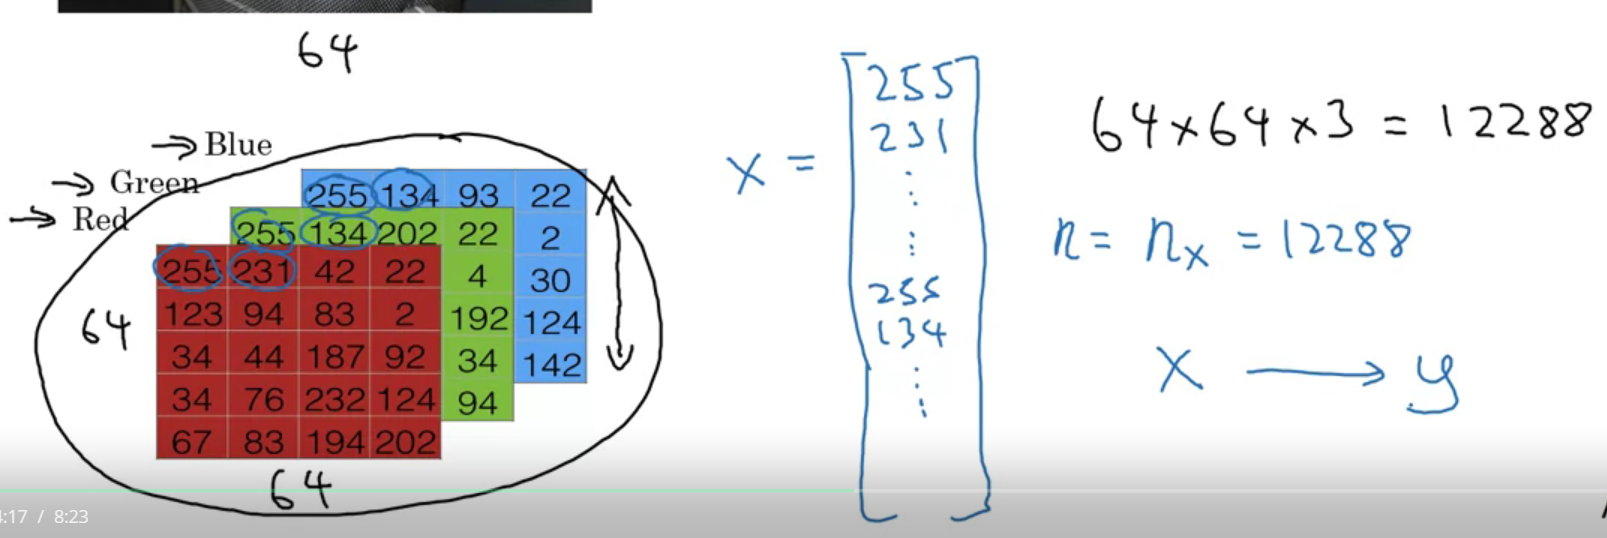 64
→ Blue
→ Green
→ Red
255 134 93 22
2
30
124
142
255 134 202 22
4
192
34
94
255 231 42 22
123 94 83 2
34 44 187 92
34 76 232 124
67 83 194 202
64
64
x =
255
231
⋮
⋮
255
134
⋮
⋮
64×64×3 = 12288
n = nx = 12288
X → y
:17 / 8:23